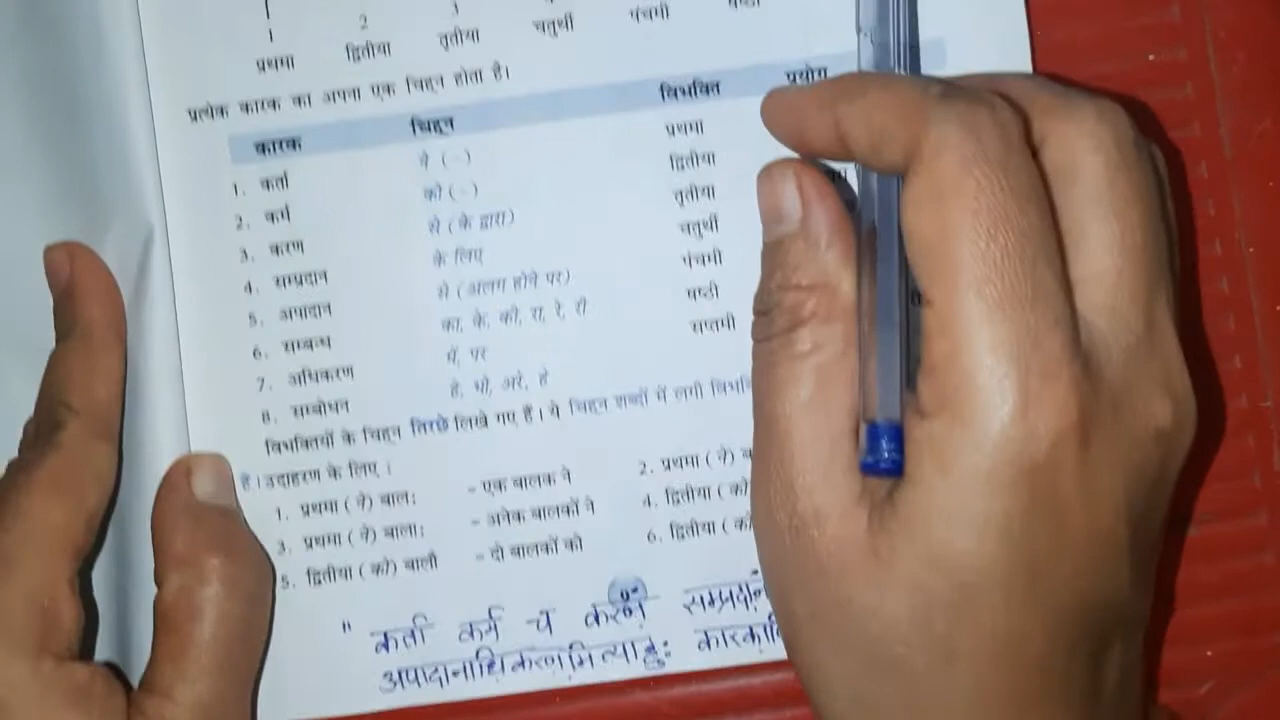 1 2 3
प्रथमा द्वितीया तृतीया चतुर्थी पंचमी षष्ठी
प्रत्येक कारक का अपना एक चिह्न होता है।
कारक चिह्न विभक्ति प्रयोग
1. कर्ता ने (-) प्रथमा
2. कर्म को (-) द्वितीया
3. करण से (के द्वारा) तृतीया
4. सम्प्रदान के लिए चतुर्थी
5. अपादान से (अलग होने पर) पंचमी
6. सम्बन्ध का, के, की, रा, रे, री षष्ठी
7. अधिकरण में, पर सप्तमी
8. सम्बोधन हे, भो, अरे, हे
विभक्तियों के चिह्न तिरछे लिखे गए हैं। ये चिह्न शब्दों में लगी
है। उदाहरण के लिए ।
1. प्रथमा (ने) बाल: - एक बालक ने 2. प्रथमा (ने)
3. प्रथमा (ने) बाला: - अनेक बालकों ने 4. द्वितीया (को)
5. द्वितीया (को) बालौ - दो बालकों को 6. द्वितीया (को)
" कर्ता कर्म च करणं
अपादानाधिकरणमित्याहु: